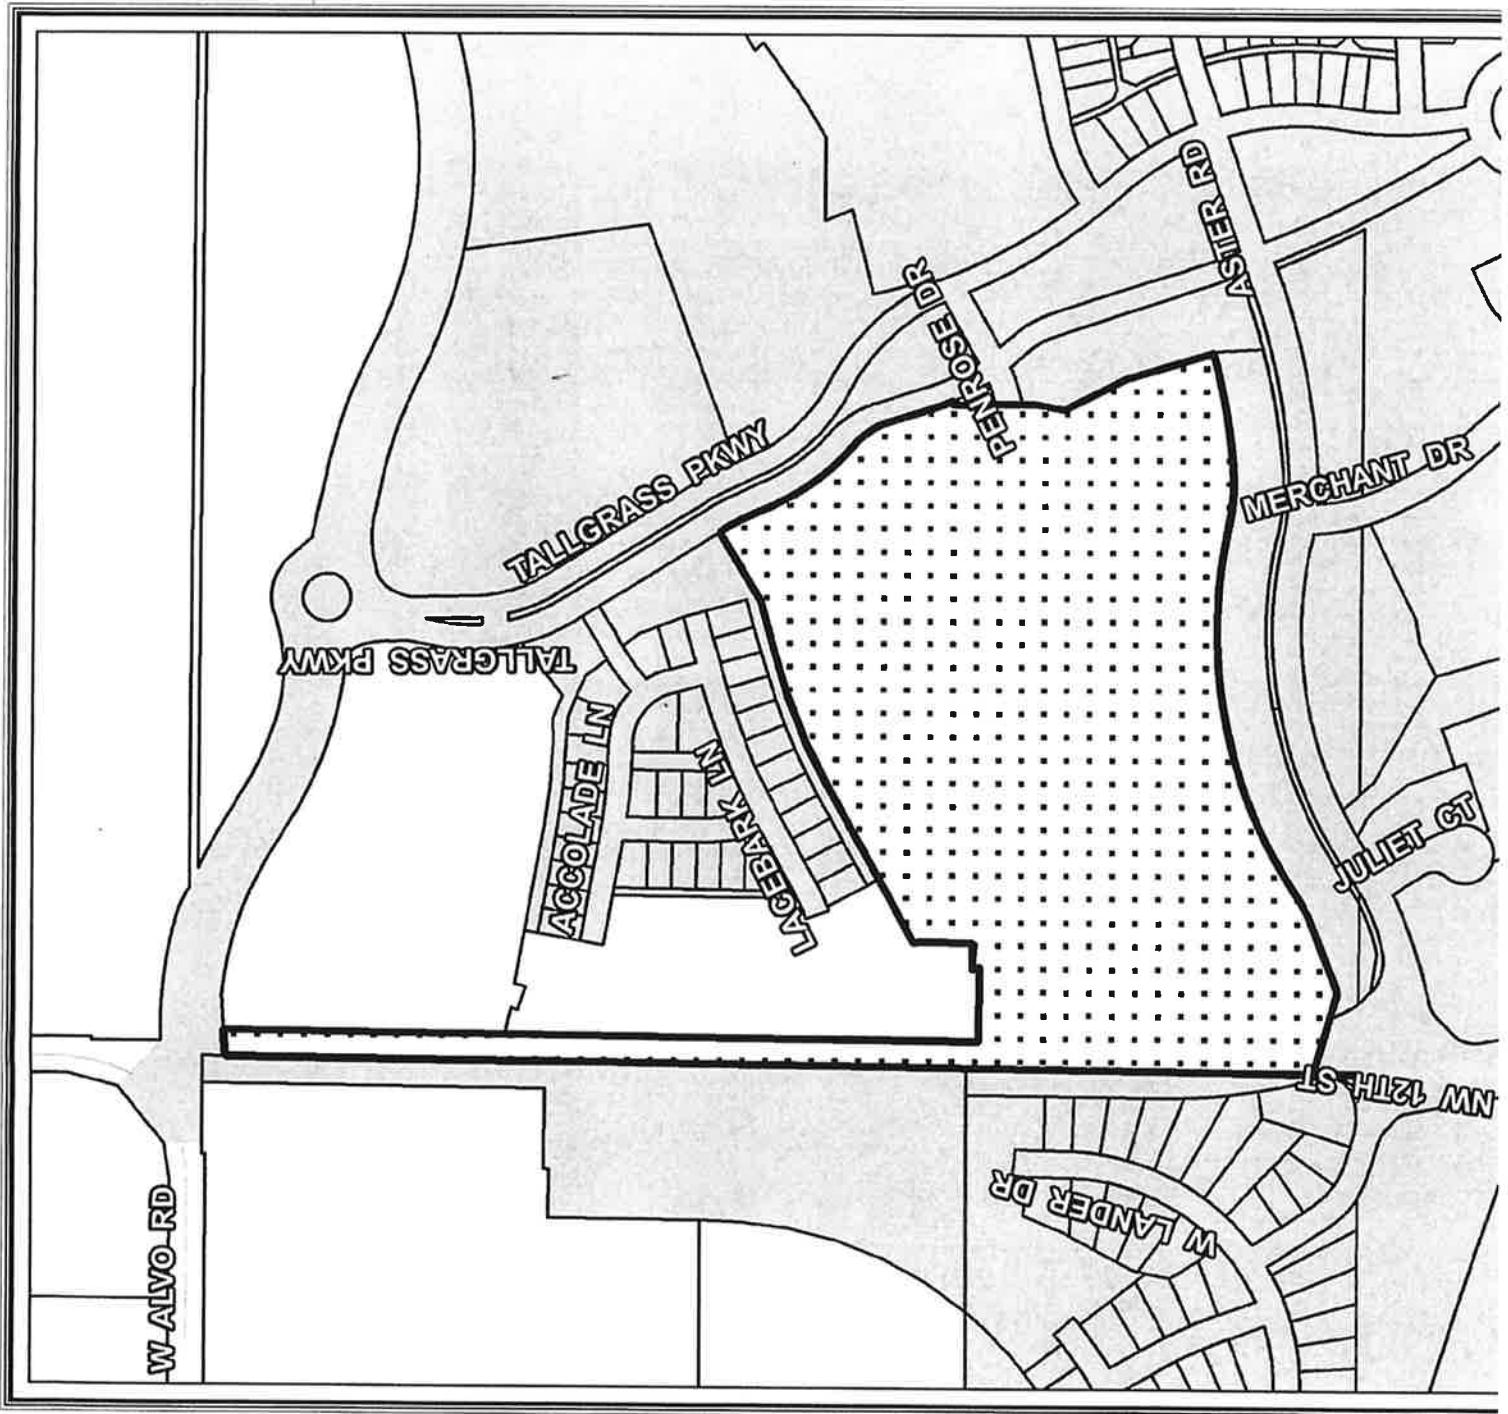 ASTER RD
PENROSE DR
TALLGRASS PKWY
MERCHANT DR
TALLGRASS PKWY
ACCOLADE LN
LACEBARK LN
JULIET CT
NW 12TH ST
W LANDER DR
W ALVO RD